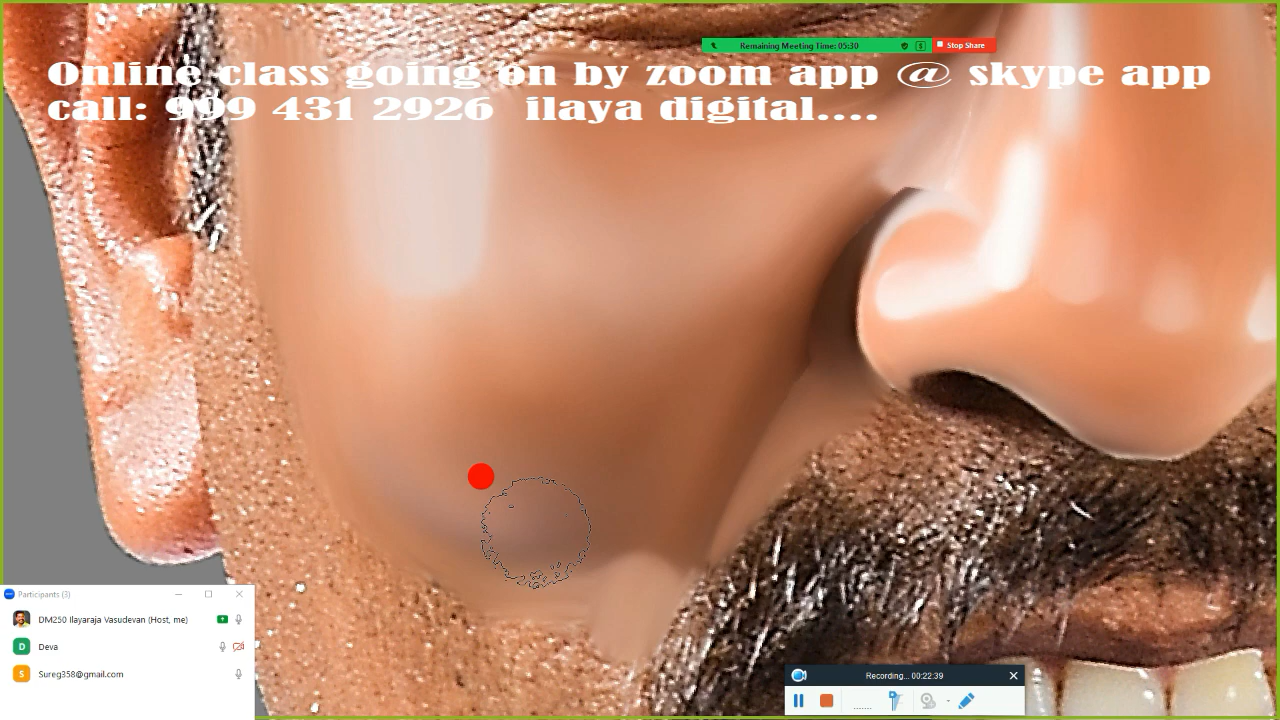 Remaining Meeting Time: 05:30
Stop Share
Online class going on by zoom app @ skype app
call: 999 431 2926 ilaya digital....
Participants (3)
DM250 Ilayaraja Vasudevan (Host, me)
D Deva
S Sureg358@gmail.com
Recording... 00:22:39